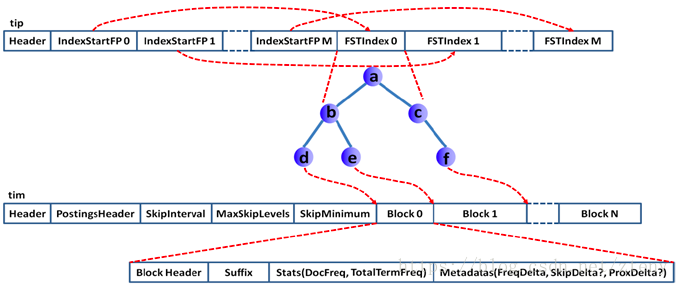 tip
Header IndexStartFP 0 IndexStartFP 1 IndexStartFP M FSTIndex 0 FSTIndex 1 FSTIndex M
a
b c
d e f
tim
Header PostingsHeader SkipInterval MaxSkipLevels SkipMinimum Block 0 Block 1 Block N
Block Header Suffix Stats(DocFreq, TotalTermFreq) Metadatas(FreqDelta, SkipDelta?, ProxDelta?)